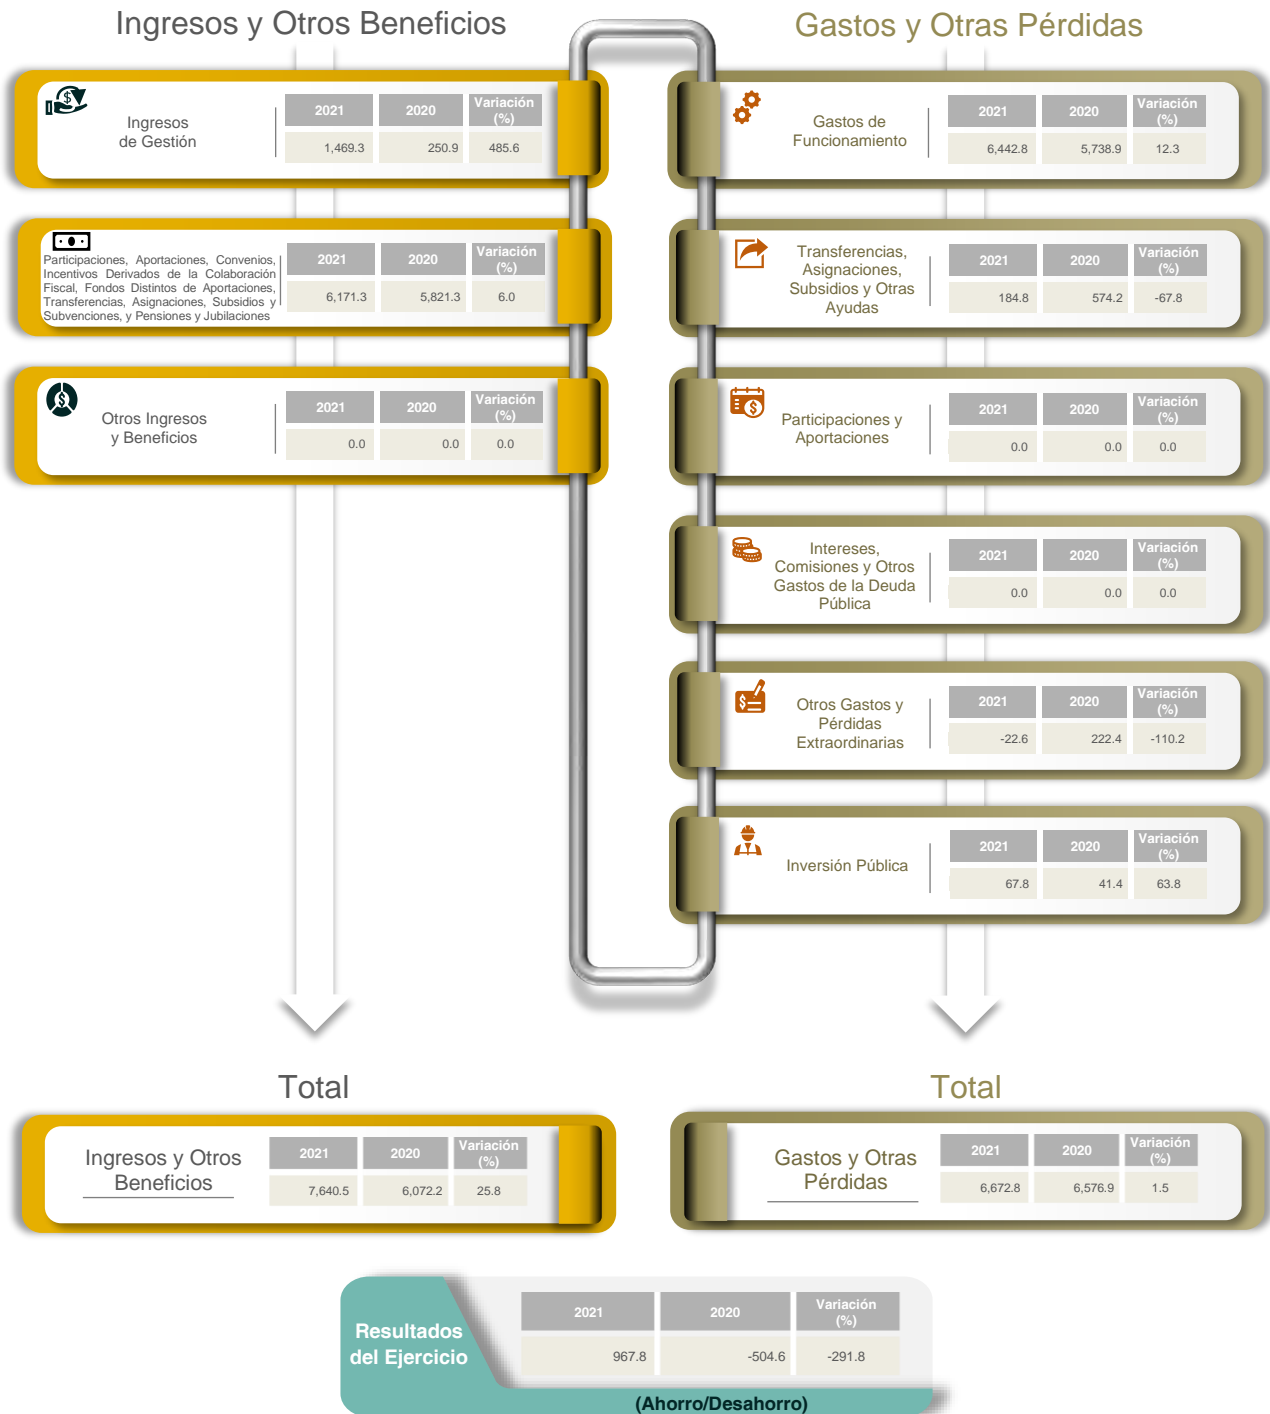 Ingresos y Otros Beneficios
Ingresos
de Gestión
2021 2020 Variación
(%)
1,469.3 250.9 485.6
Participaciones, Aportaciones, Convenios,
Incentivos Derivados de la Colaboración
Fiscal, Fondos Distintos de Aportaciones,
Transferencias, Asignaciones, Subsidios y
Subvenciones, y Pensiones y Jubilaciones
2021 2020 Variación
(%)
6,171.3 5,821.3 6.0
Otros Ingresos
y Beneficios
2021 2020 Variación
(%)
0.0 0.0 0.0
Gastos y Otras Pérdidas
Gastos de
Funcionamiento
2021 2020 Variación
(%)
6,442.8 5,738.9 12.3
Transferencias,
Asignaciones,
Subsidios y Otras
Ayudas
2021 2020 Variación
(%)
184.8 574.2 -67.8
Participaciones y
Aportaciones
2021 2020 Variación
(%)
0.0 0.0 0.0
Intereses,
Comisiones y Otros
Gastos de la Deuda
Pública
2021 2020 Variación
(%)
0.0 0.0 0.0
Otros Gastos y
Pérdidas
Extraordinarias
2021 2020 Variación
(%)
-22.6 222.4 -110.2
Inversión Pública
2021 2020 Variación
(%)
67.8 41.4 63.8
Total
Ingresos y Otros
Beneficios
2021 2020 Variación
(%)
7,640.5 6,072.2 25.8
Total
Gastos y Otras
Pérdidas
2021 2020 Variación
(%)
6,672.8 6,576.9 1.5
Resultados
del Ejercicio
2021 2020 Variación
(%)
967.8 -504.6 -291.8
(Ahorro/Desahorro)